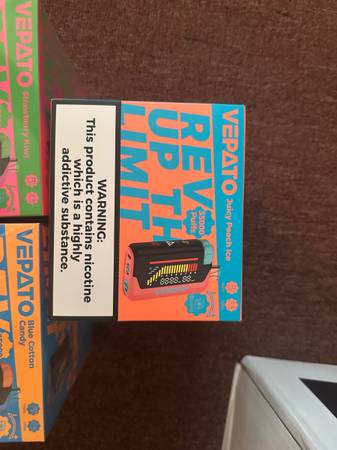 VEPATO
Strawberry Kiwi
VEPATO
Juicy Peach Ice
REVO
UP TH
LIMIT
35000
Puffs
WARNING:
This product contains nicotine
which is a highly
addictive substance.
VEPATO
Blue Cotton
Candy